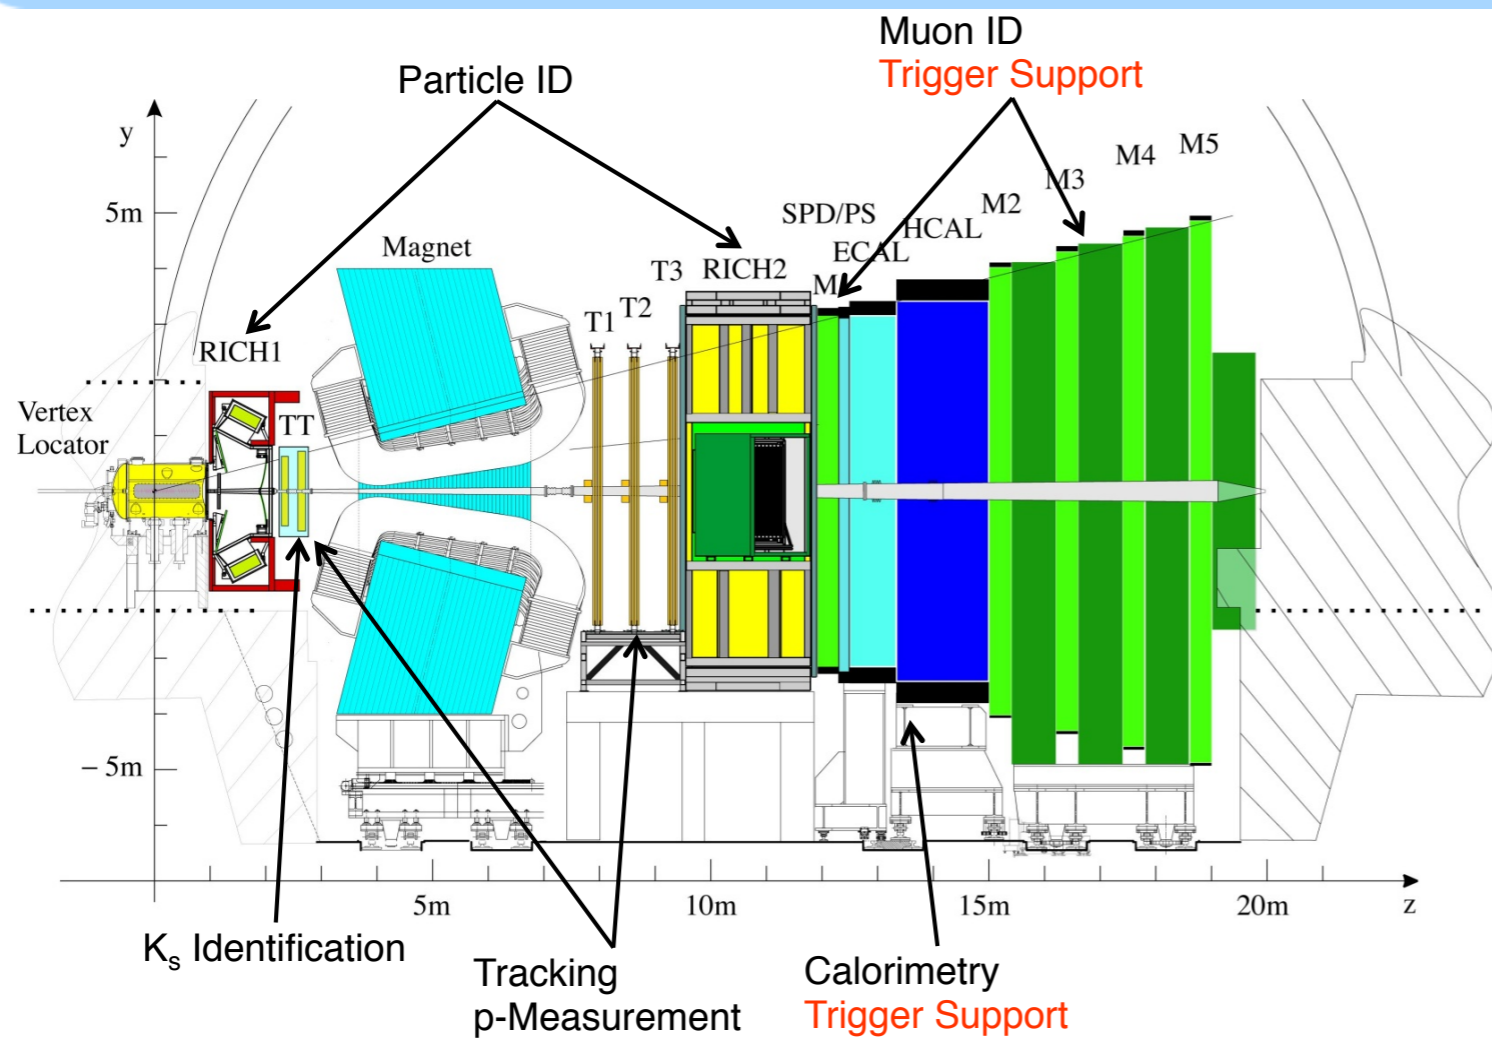 Muon ID
Trigger Support
Particle ID
y
M5
M4
M3
5m
M2
SPD/PS
HCAL
Magnet
ECAL
T3
RICH2
M
T2
T1
RICH1
Vertex
Locator
TT
− 5m
5m
10m
15m
20m
z
Ks Identification
Tracking
p-Measurement
Calorimetry
Trigger Support